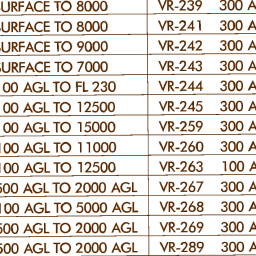 SURFACE TO 8000 VR-239 300 A
SURFACE TO 8000 VR-241 300 A
SURFACE TO 9000 VR-242 300 A
SURFACE TO 7000 VR-243 300 A
00 AGL TO FL 230 VR-244 300 A
00 AGL TO 12500 VR-245 300 A
00 AGL TO 15000 VR-259 300 A
100 AGL TO 11000 VR-260 300 A
100 AGL TO 12500 VR-263 100 A
500 AGL TO 2000 AGL VR-267 300 A
100 AGL TO 5000 AGL VR-268 300 A
500 AGL TO 2000 AGL VR-269 300 A
500 AGL TO 2000 AGL VR-289 300 A